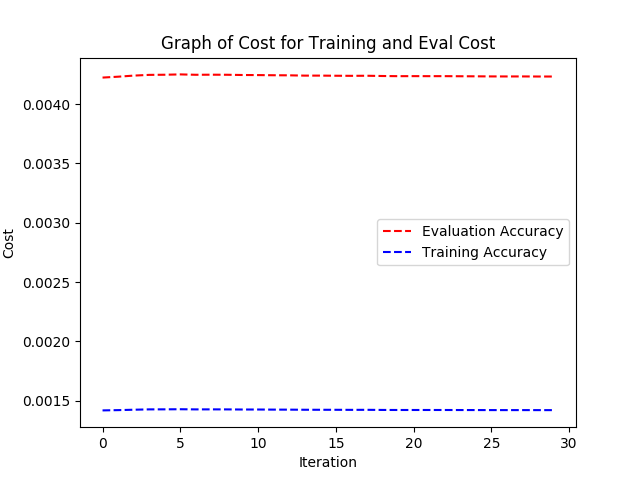 Graph of Cost for Training and Eval Cost
0.0040
0.0035
0.0030
0.0025
0.0020
0.0015
Cost
Evaluation Accuracy
Training Accuracy
0 5 10 15 20 25 30
Iteration